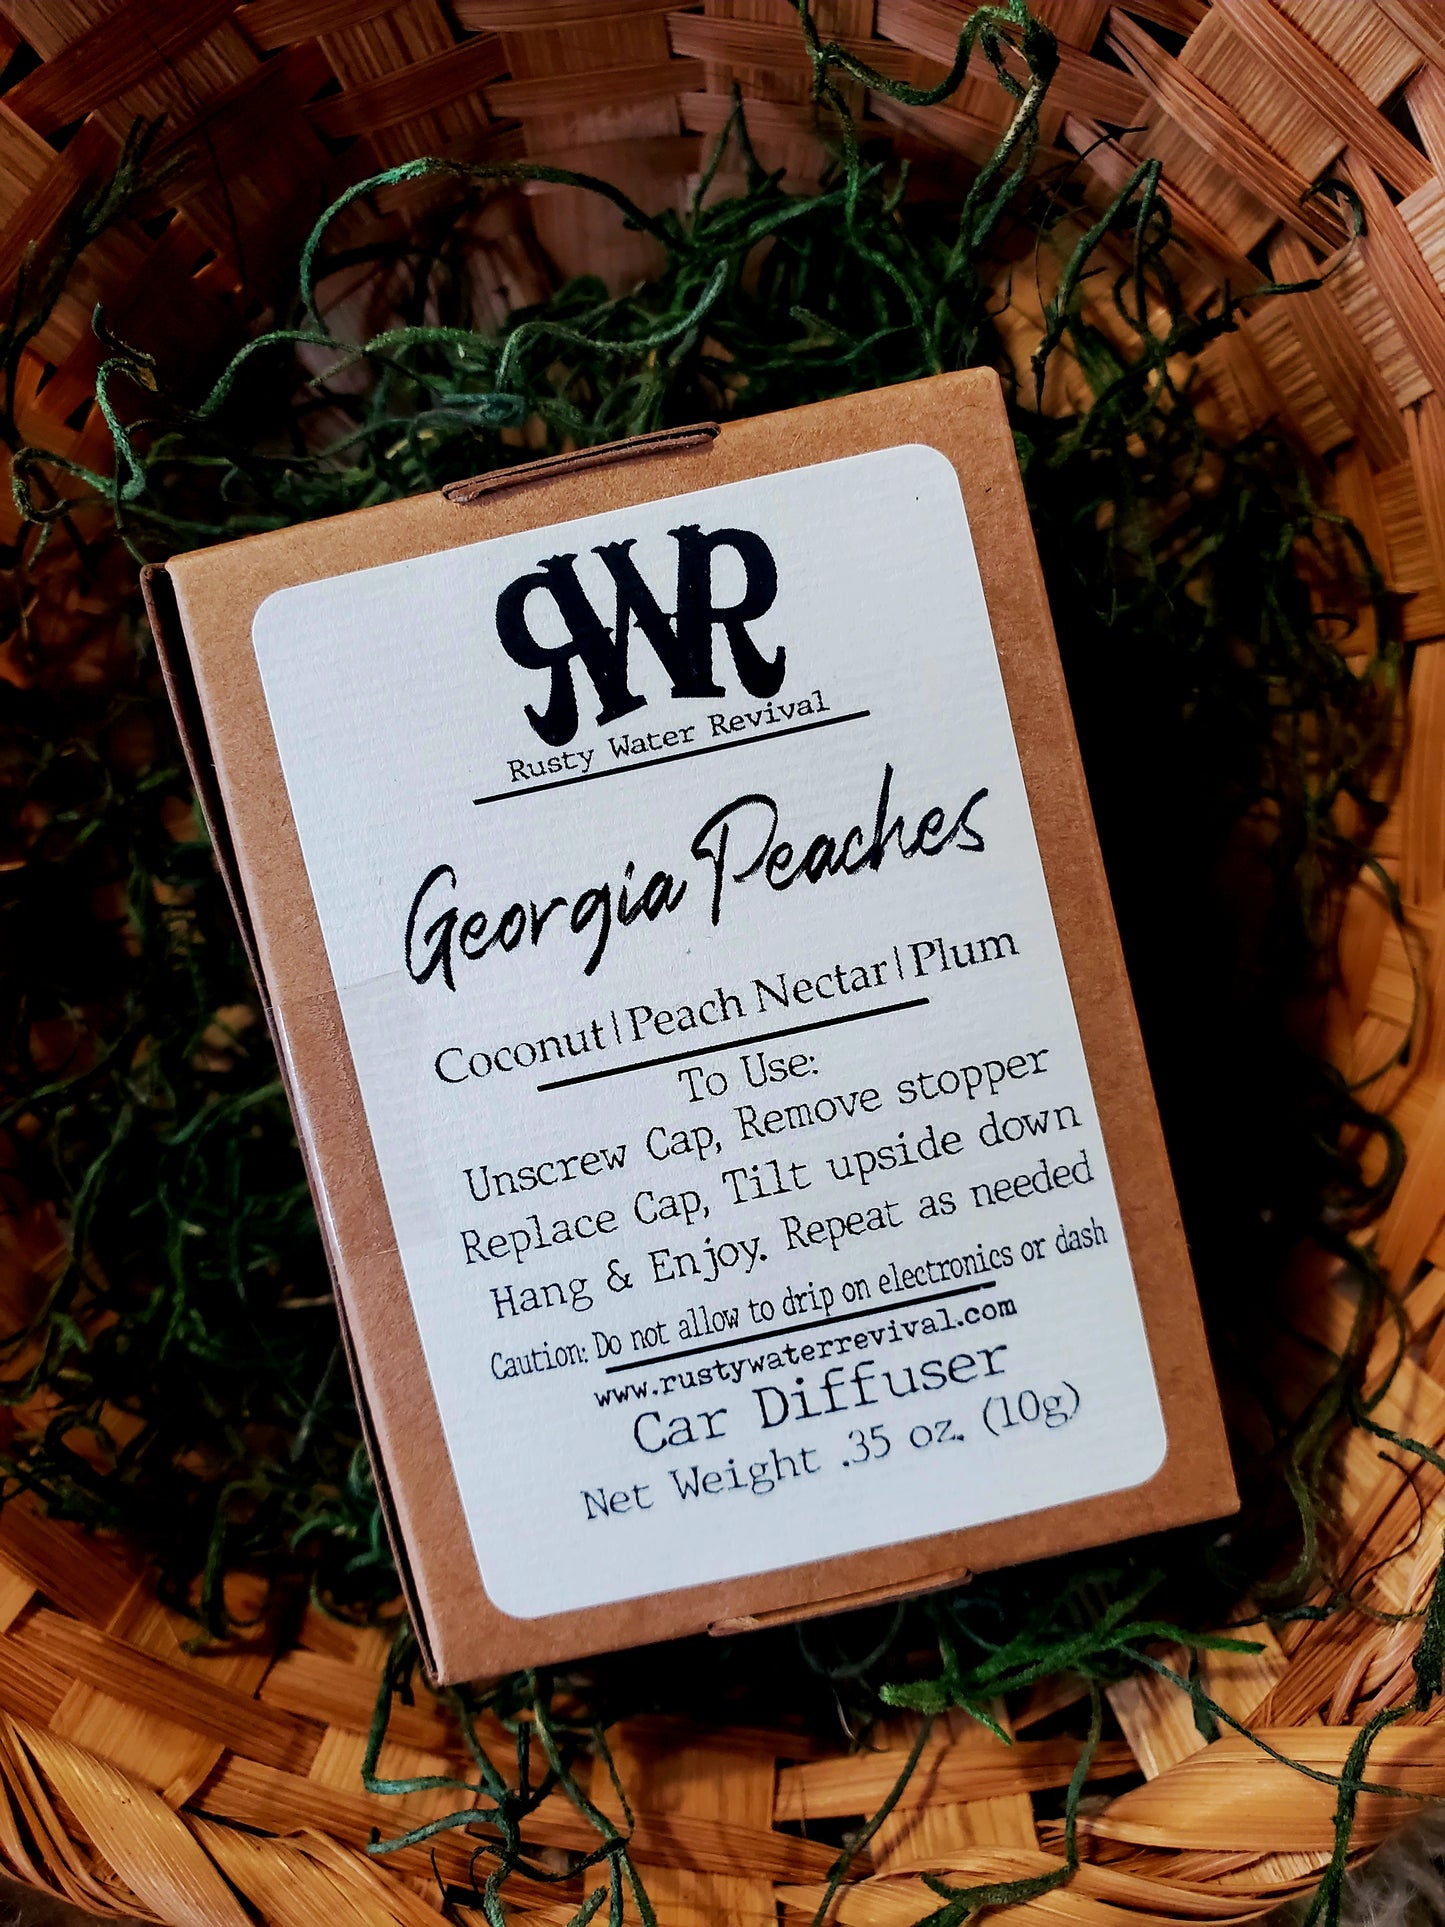 RWR
Rusty Water Revival
Georgia Peaches
Coconut|Peach Nectar|Plum
To Use:
Unscrew Cap, Remove stopper
Replace Cap, Tilt upside down
Hang & Enjoy. Repeat as needed
Caution: Do not allow to drip on electronics or dash
www.rustywaterrevival.com
Car Diffuser
Net Weight .35 oz. (10g)